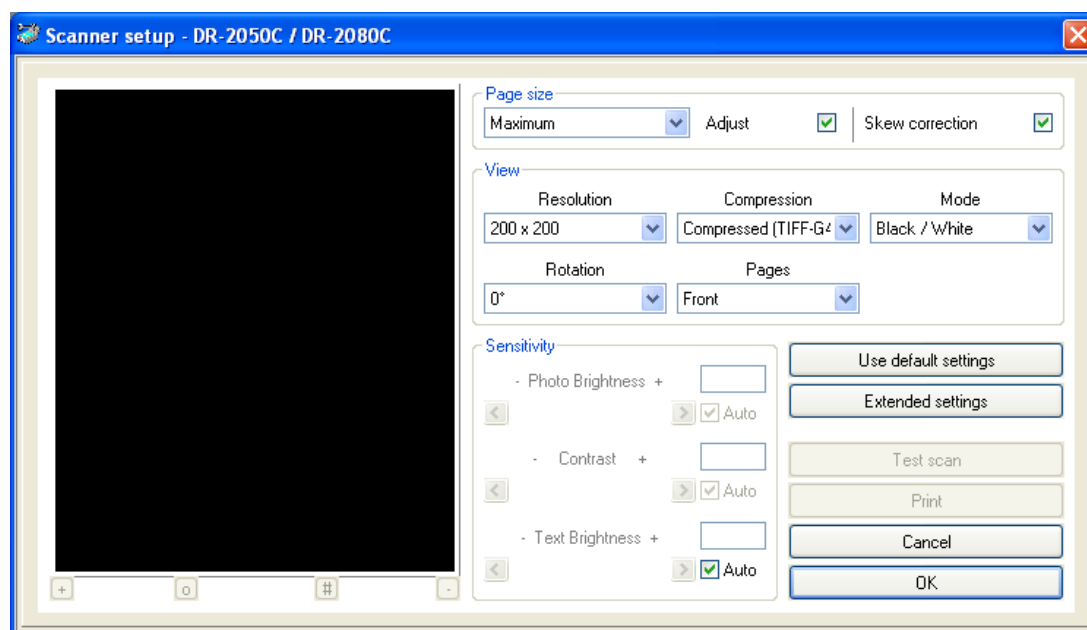 Scanner setup - DR-2050C / DR-2080C
Page size
Maximum Adjust Skew correction
View
Resolution Compression Mode
200 x 200 Compressed (TIFF-G4 Black / White
Rotation Pages
0° Front
Sensitivity
- Photo Brightness +
Auto
- Contrast +
Auto
- Text Brightness +
Auto
Use default settings
Extended settings
Test scan
Print
Cancel
OK
+ o # -